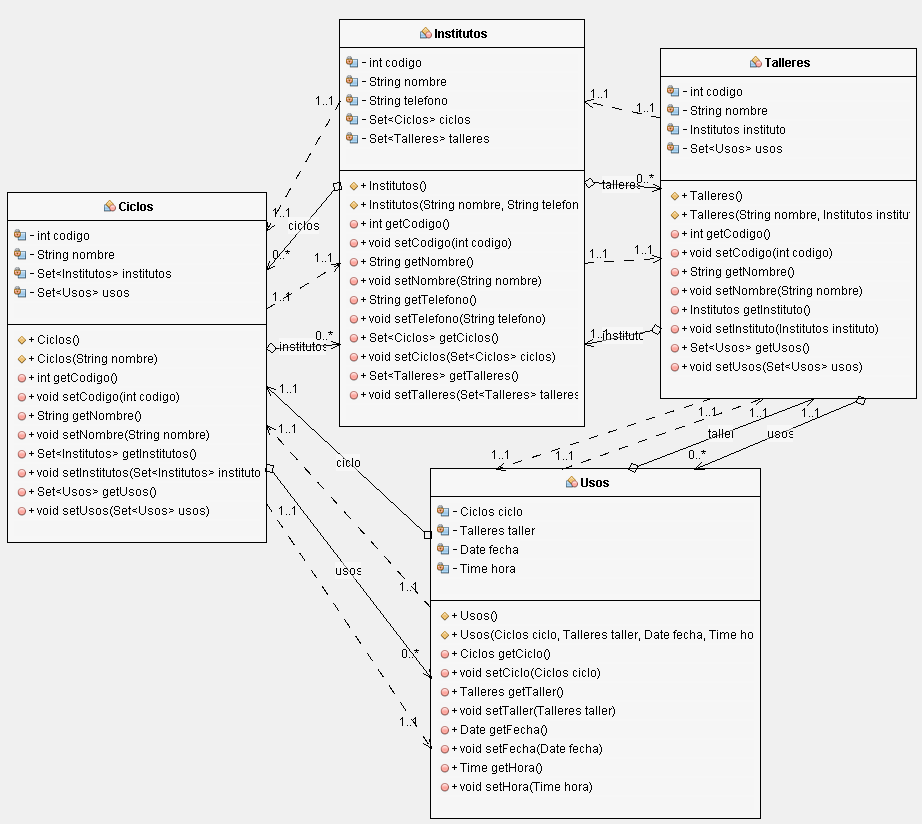 Institutos
- int codigo
- String nombre
- String telefono
- Set<Ciclos> ciclos
- Set<Talleres> talleres
+ Institutos()
+ Institutos(String nombre, String telefon
+ int getCodigo()
+ void setCodigo(int codigo)
+ String getNombre()
+ void setNombre(String nombre)
+ String getTelefono()
+ void setTelefono(String telefono)
+ Set<Ciclos> getCiclos()
+ void setCiclos(Set<Ciclos> ciclos)
+ Set<Talleres> getTalleres()
+ void setTalleres(Set<Talleres> talleres
Talleres
- int codigo
- String nombre
- Institutos instituto
- Set<Usos> usos
+ Talleres()
+ Talleres(String nombre, Institutos institu
+ int getCodigo()
+ void setCodigo(int codigo)
+ String getNombre()
+ void setNombre(String nombre)
+ Institutos getInstituto()
+ void setInstituto(Institutos instituto)
+ Set<Usos> getUsos()
+ void setUsos(Set<Usos> usos)
Ciclos
- int codigo
- String nombre
- Set<Institutos> institutos
- Set<Usos> usos
+ Ciclos()
+ Ciclos(String nombre)
+ int getCodigo()
+ void setCodigo(int codigo)
+ String getNombre()
+ void setNombre(String nombre)
+ Set<Institutos> getInstitutos()
+ void setInstitutos(Set<Institutos> instituto
+ Set<Usos> getUsos()
+ void setUsos(Set<Usos> usos)
Usos
- Ciclos ciclo
- Talleres taller
- Date fecha
- Time hora
+ Usos()
+ Usos(Ciclos ciclo, Talleres taller, Date fecha, Time ho
+ Ciclos getCiclo()
+ void setCiclo(Ciclos ciclo)
+ Talleres getTaller()
+ void setTaller(Talleres taller)
+ Date getFecha()
+ void setFecha(Date fecha)
+ Time getHora()
+ void setHora(Time hora)
1..1
1..1
ciclos
0..*
1..1
1..1
0..*
institutos
1..1
1..1
talleres
0..*
1..1
1..1
1..1
instituto
1..1
1..1
1..1
taller
usos
1..1
1..1
0..*
1..1
1..1
ciclo
1..1
usos
1..1
0..*
1..1